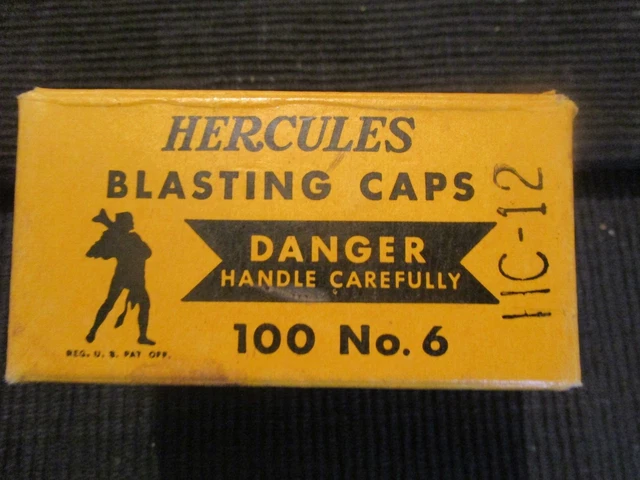 HERCULES
BLASTING CAPS
DANGER
HANDLE CAREFULLY
100 No. 6
REG. U. S. PAT OFF.
HC-12